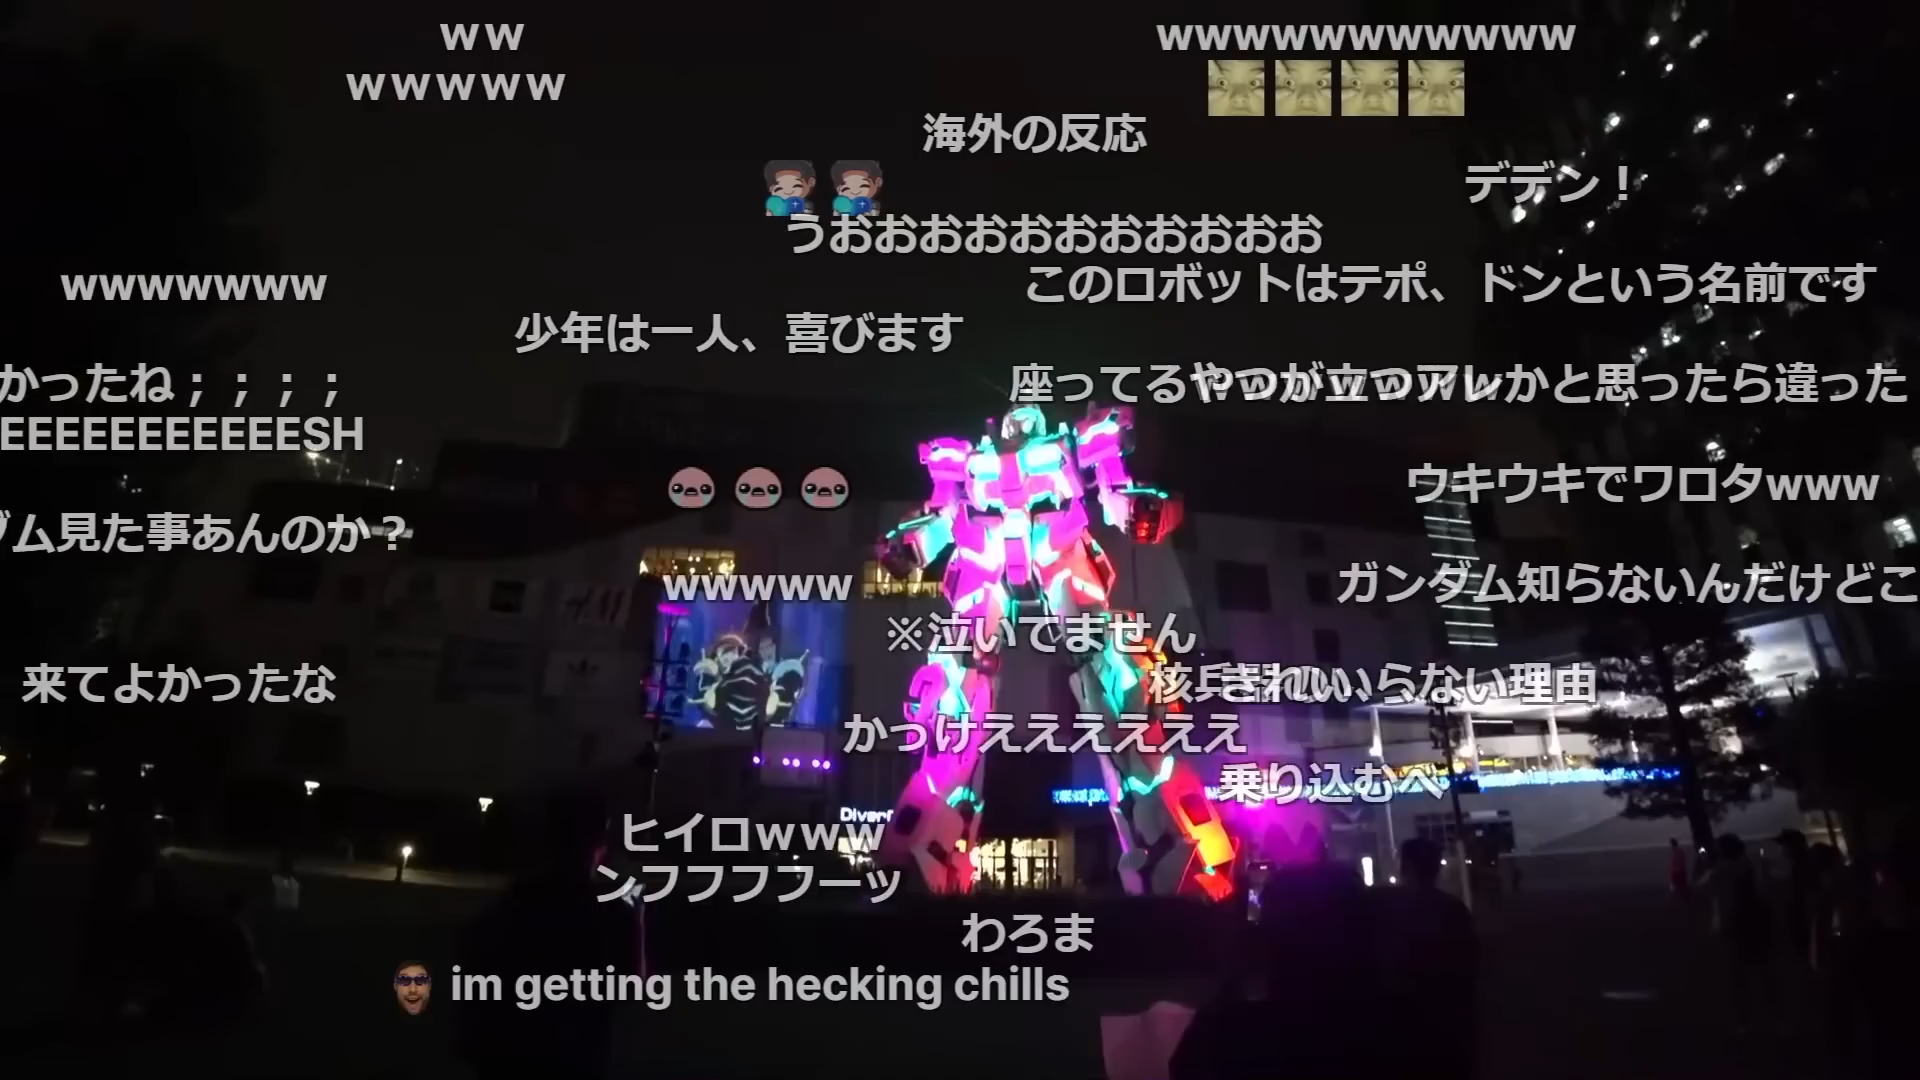 ｗｗ
wwwwwwwwwww
ｗｗｗｗｗ
海外の反応
デデン！
うおおおおおおおおおおお
wwwwwww
このロボットはテポ、ドンという名前です
少年は一人、喜びます
かったね；；；；
座ってるやつが立つアレかと思ったら違った
EEEEEEEEEEEESH
ウキウキでワロタwww
ダム見た事あんのか？
wwwww
ガンダム知らないんだけどこ
H&M
※泣いてません
来てよかったな
いらない理由
かっけええええええ
乗り込むべ
Diver
ヒイロｗｗｗ
ンフフフフーッ
わろま
im getting the hecking chills